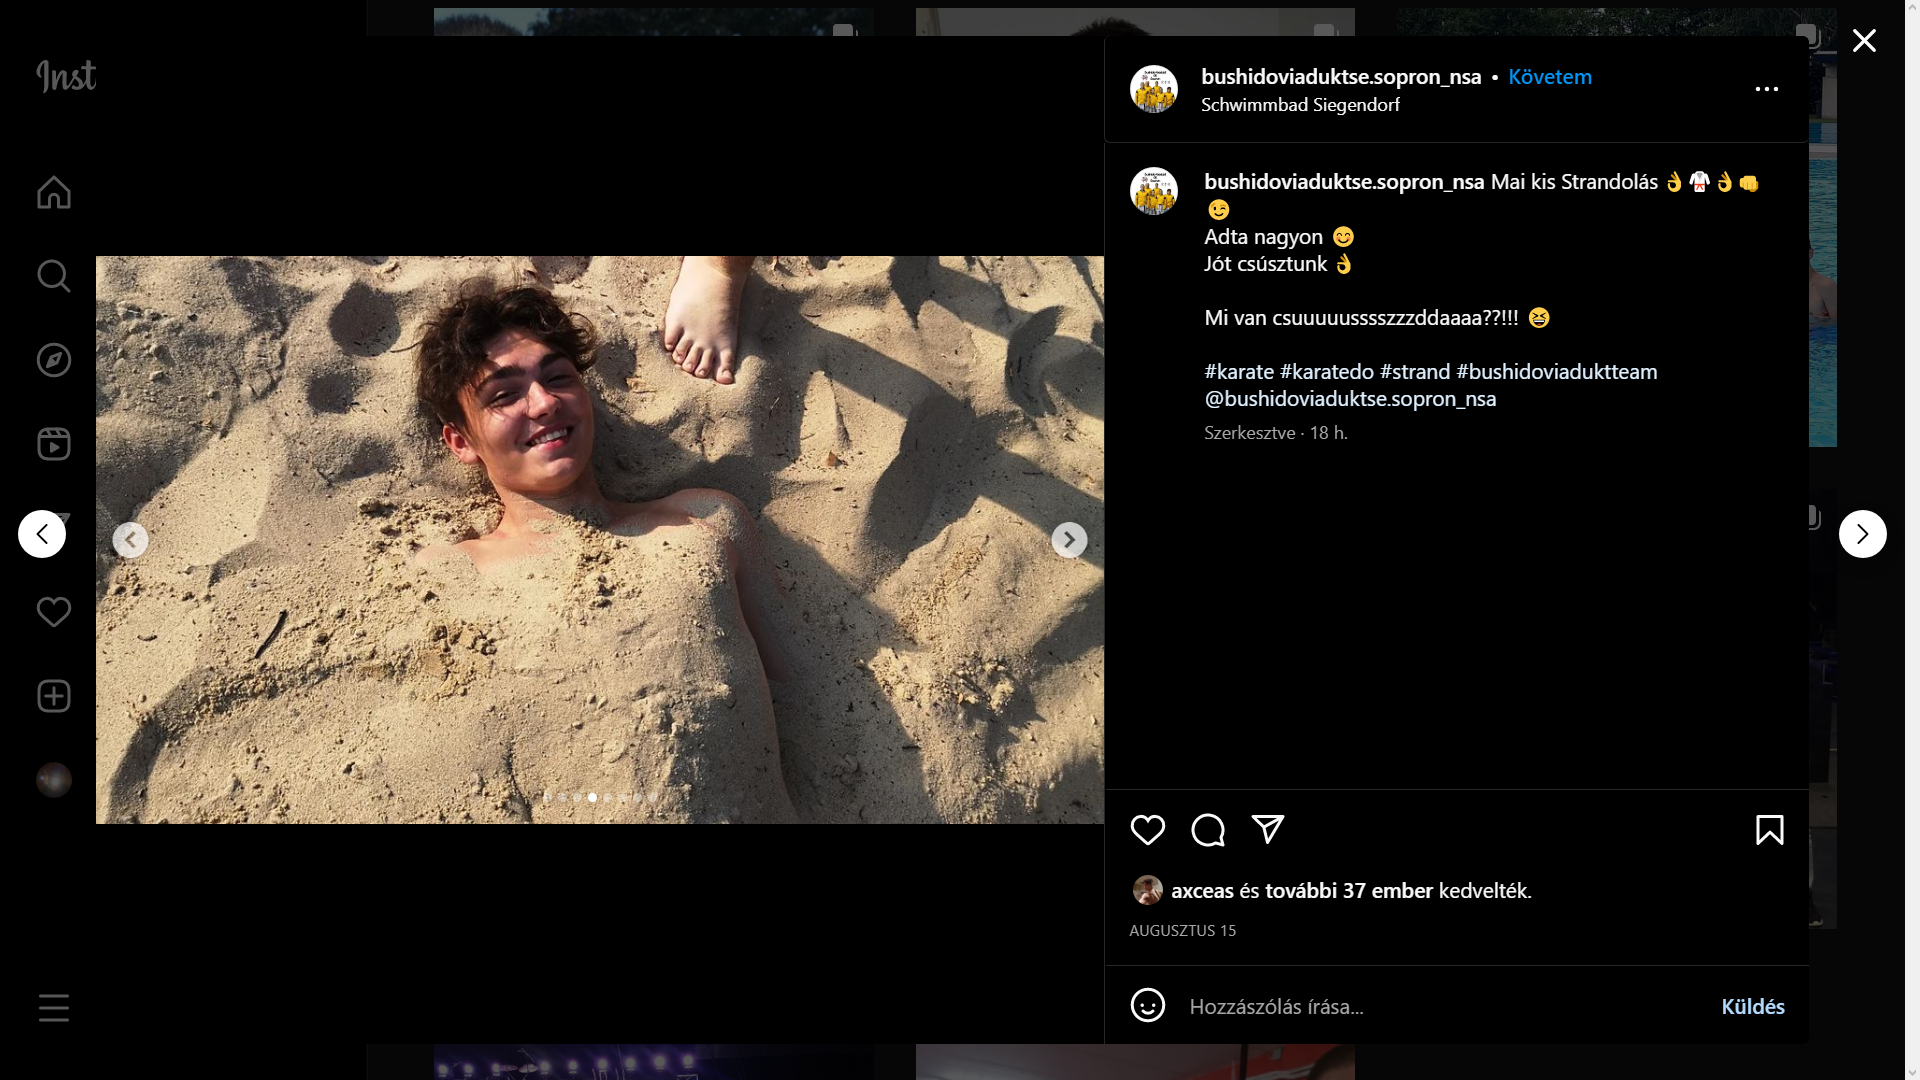 Inst
bushidoviaduktse.sopron_nsa • Követem
Schwimmbad Siegendorf
bushidoviaduktse.sopron_nsa Mai kis Strandolás 👌🥋👌👊
😉
Adta nagyon 😊
Jót csúsztunk 👌
Mi van csuuuuusssszzzddaaaa??!!! 😆
#karate #karatedo #strand #bushidoviaduktteam
@bushidoviaduktse.sopron_nsa
Szerkesztve · 18 h.
axceas és további 37 ember kedvelték.
AUGUSZTUS 15
Hozzászólás írása...
Küldés